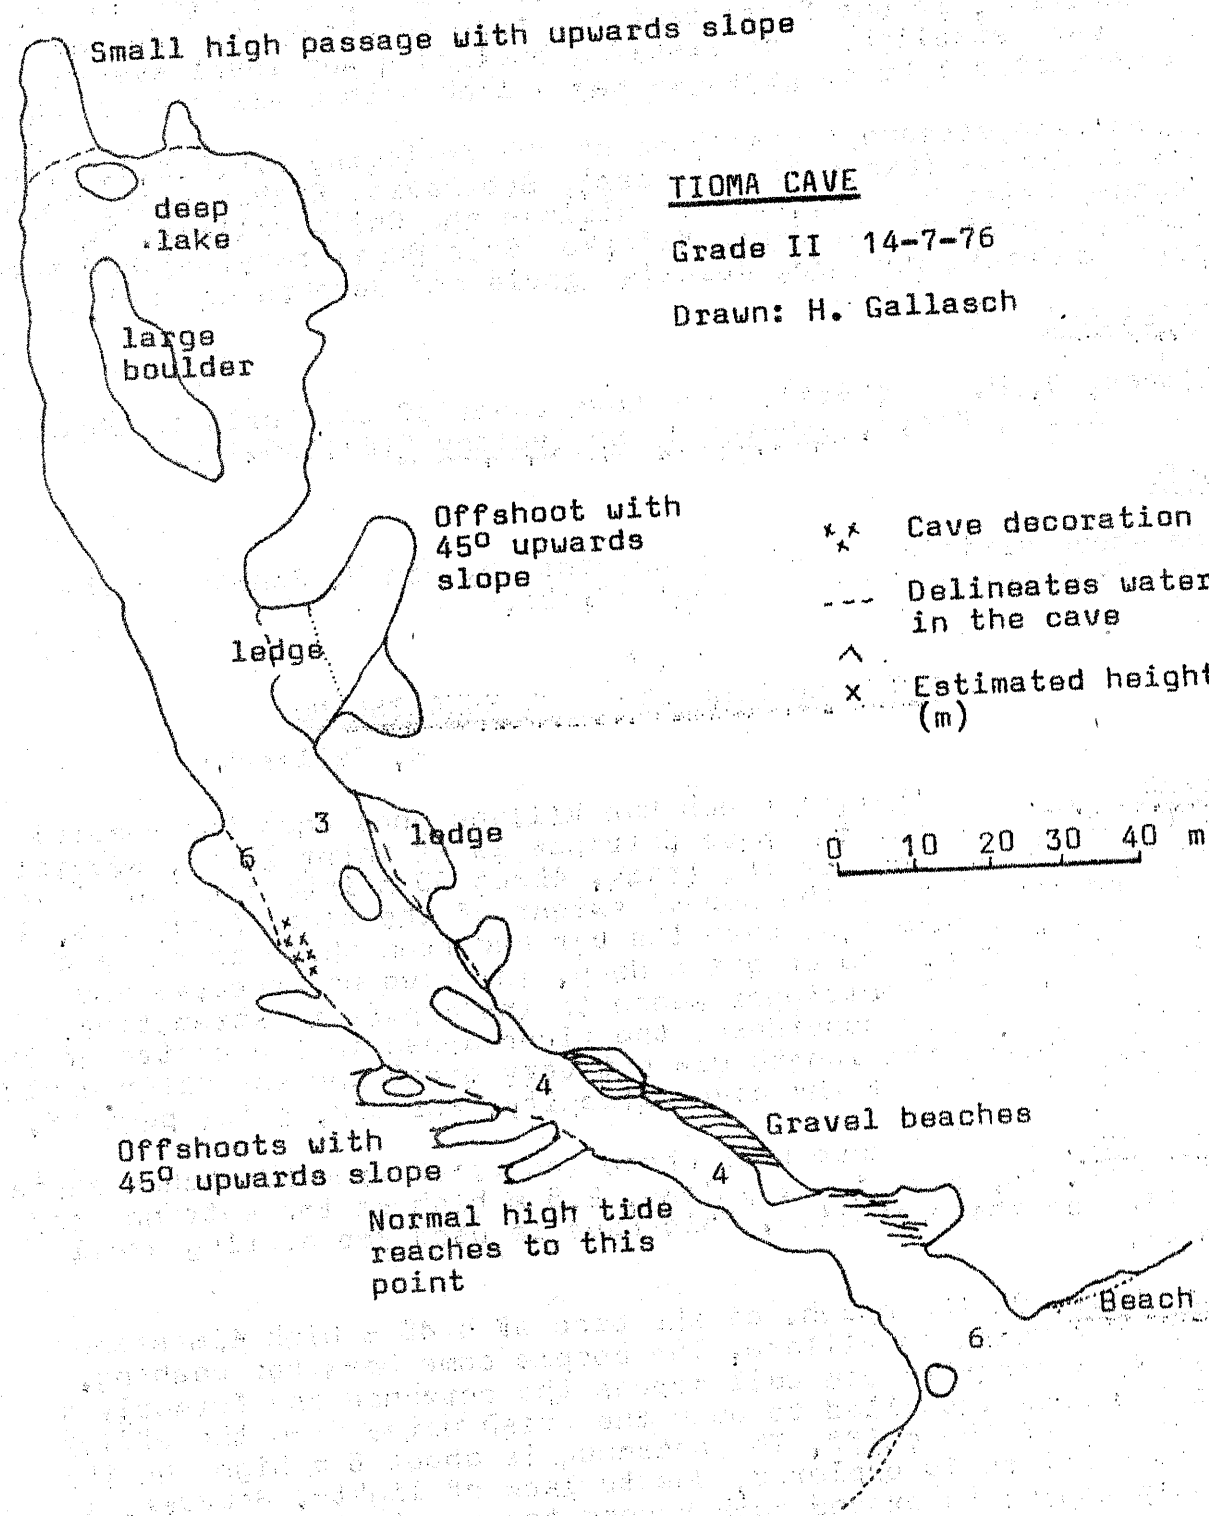 Small high passage with upwards slope
TIOMA CAVE
Grade II 14-7-76
Drawn: H. Gallasch
deep
lake
large
boulder
Offshoot with
45º upwards
slope
Cave decoration
Delineates water
in the cave
Estimated height
(m)
ledge
3
ledge
6
0 10 20 30 40 m
4
Gravel beaches
Offshoots with
45º upwards slope
4
Normal high tide
reaches to this
point
Beach
6